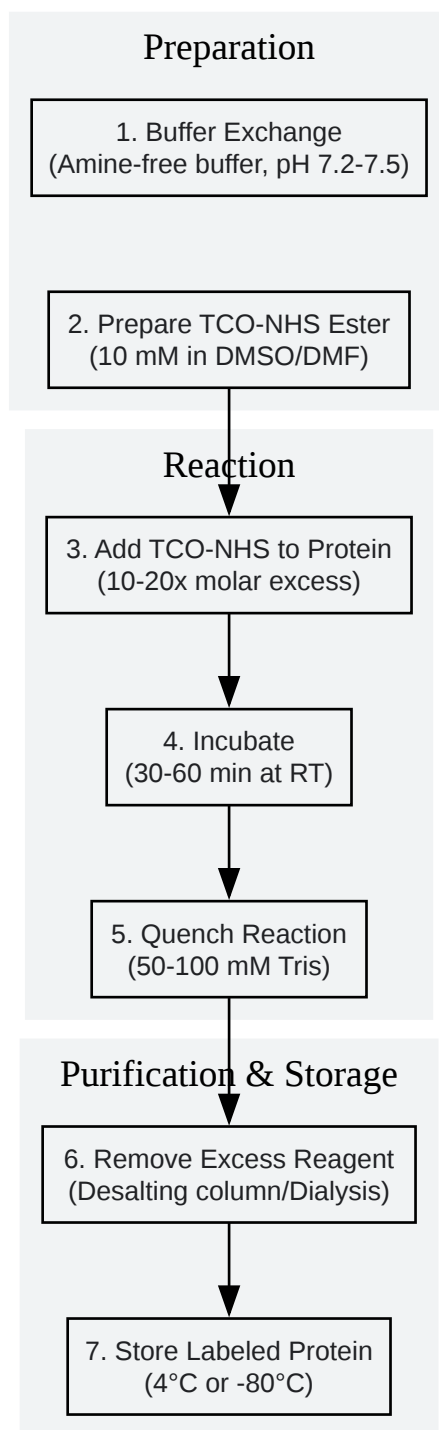 Preparation
1. Buffer Exchange
(Amine-free buffer, pH 7.2-7.5)
2. Prepare TCO-NHS Ester
(10 mM in DMSO/DMF)
Reaction
3. Add TCO-NHS to Protein
(10-20x molar excess)
4. Incubate
(30-60 min at RT)
5. Quench Reaction
(50-100 mM Tris)
Purification & Storage
6. Remove Excess Reagent
(Desalting column/Dialysis)
7. Store Labeled Protein
(4°C or -80°C)